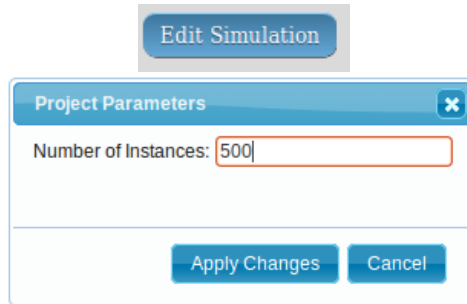 Edit Simulation
Project Parameters
Number of Instances: 500
Apply Changes Cancel